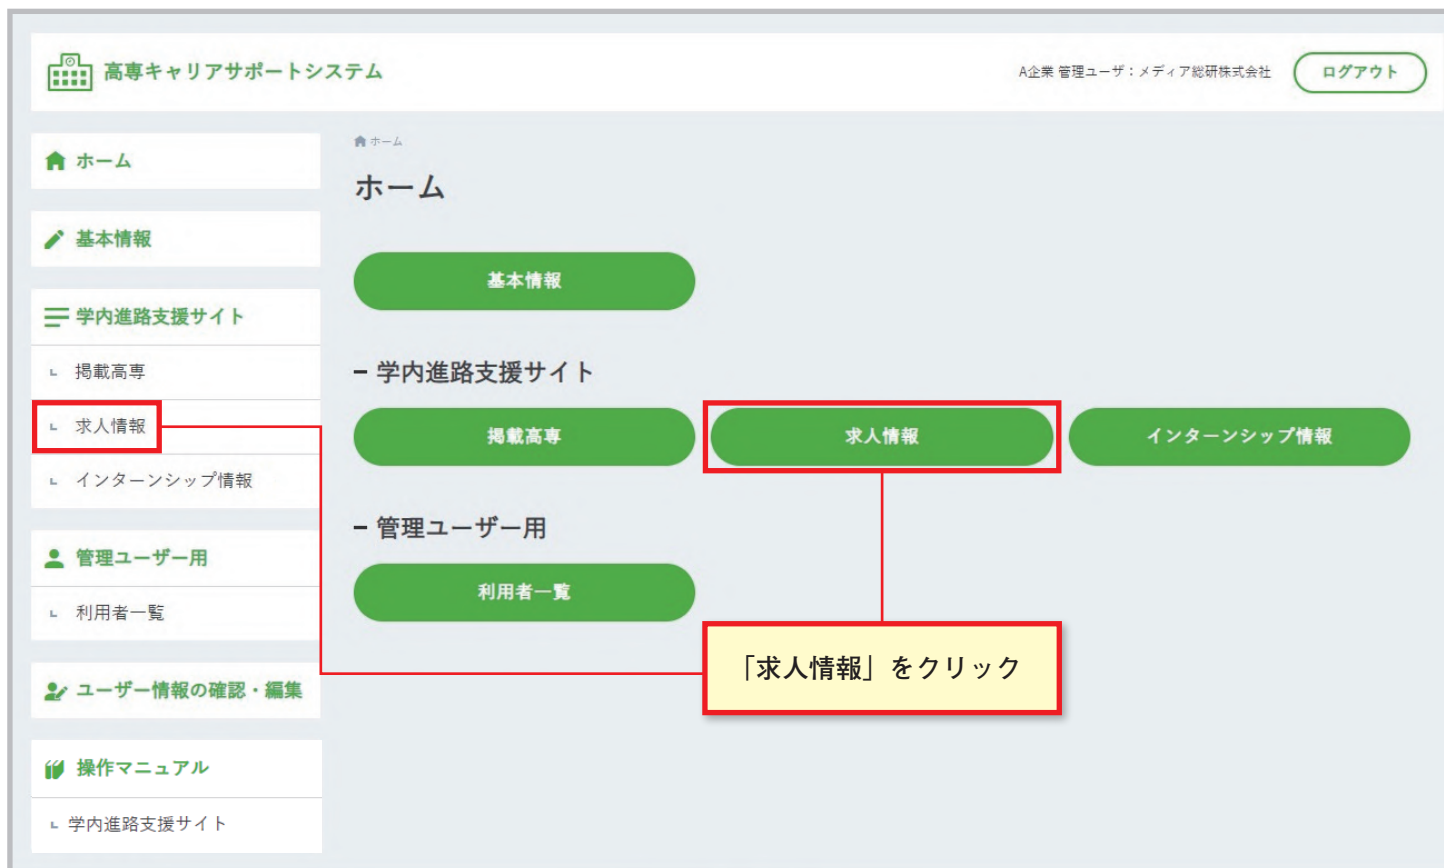 高専キャリアサポートシステム
A企業 管理ユーザ：メディア総研株式会社
ログアウト
ホーム
基本情報
学内進路支援サイト
掲載高専
求人情報
インターンシップ情報
管理ユーザー用
利用者一覧
ユーザー情報の確認・編集
操作マニュアル
学内進路支援サイト
ホーム
ホーム
基本情報
学内進路支援サイト
掲載高専
求人情報
インターンシップ情報
管理ユーザー用
利用者一覧
「求人情報」をクリック